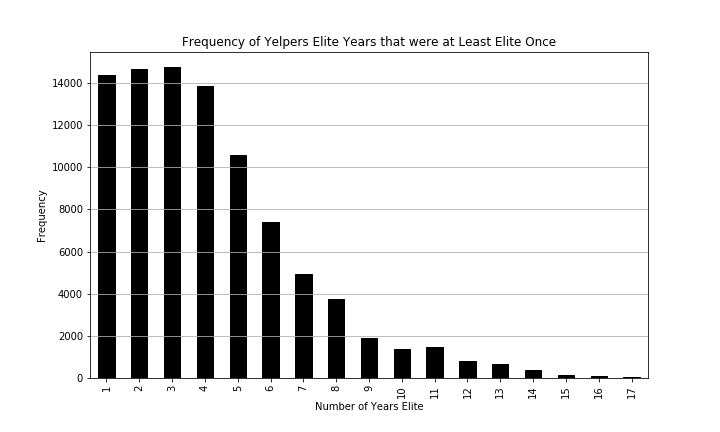 Frequency of Yelpers Elite Years that were at Least Elite Once
14000
12000
10000
8000
6000
4000
2000
0
Frequency
1 2 3 4 5 6 7 8 9 10 11 12 13 14 15 16 17
Number of Years Elite